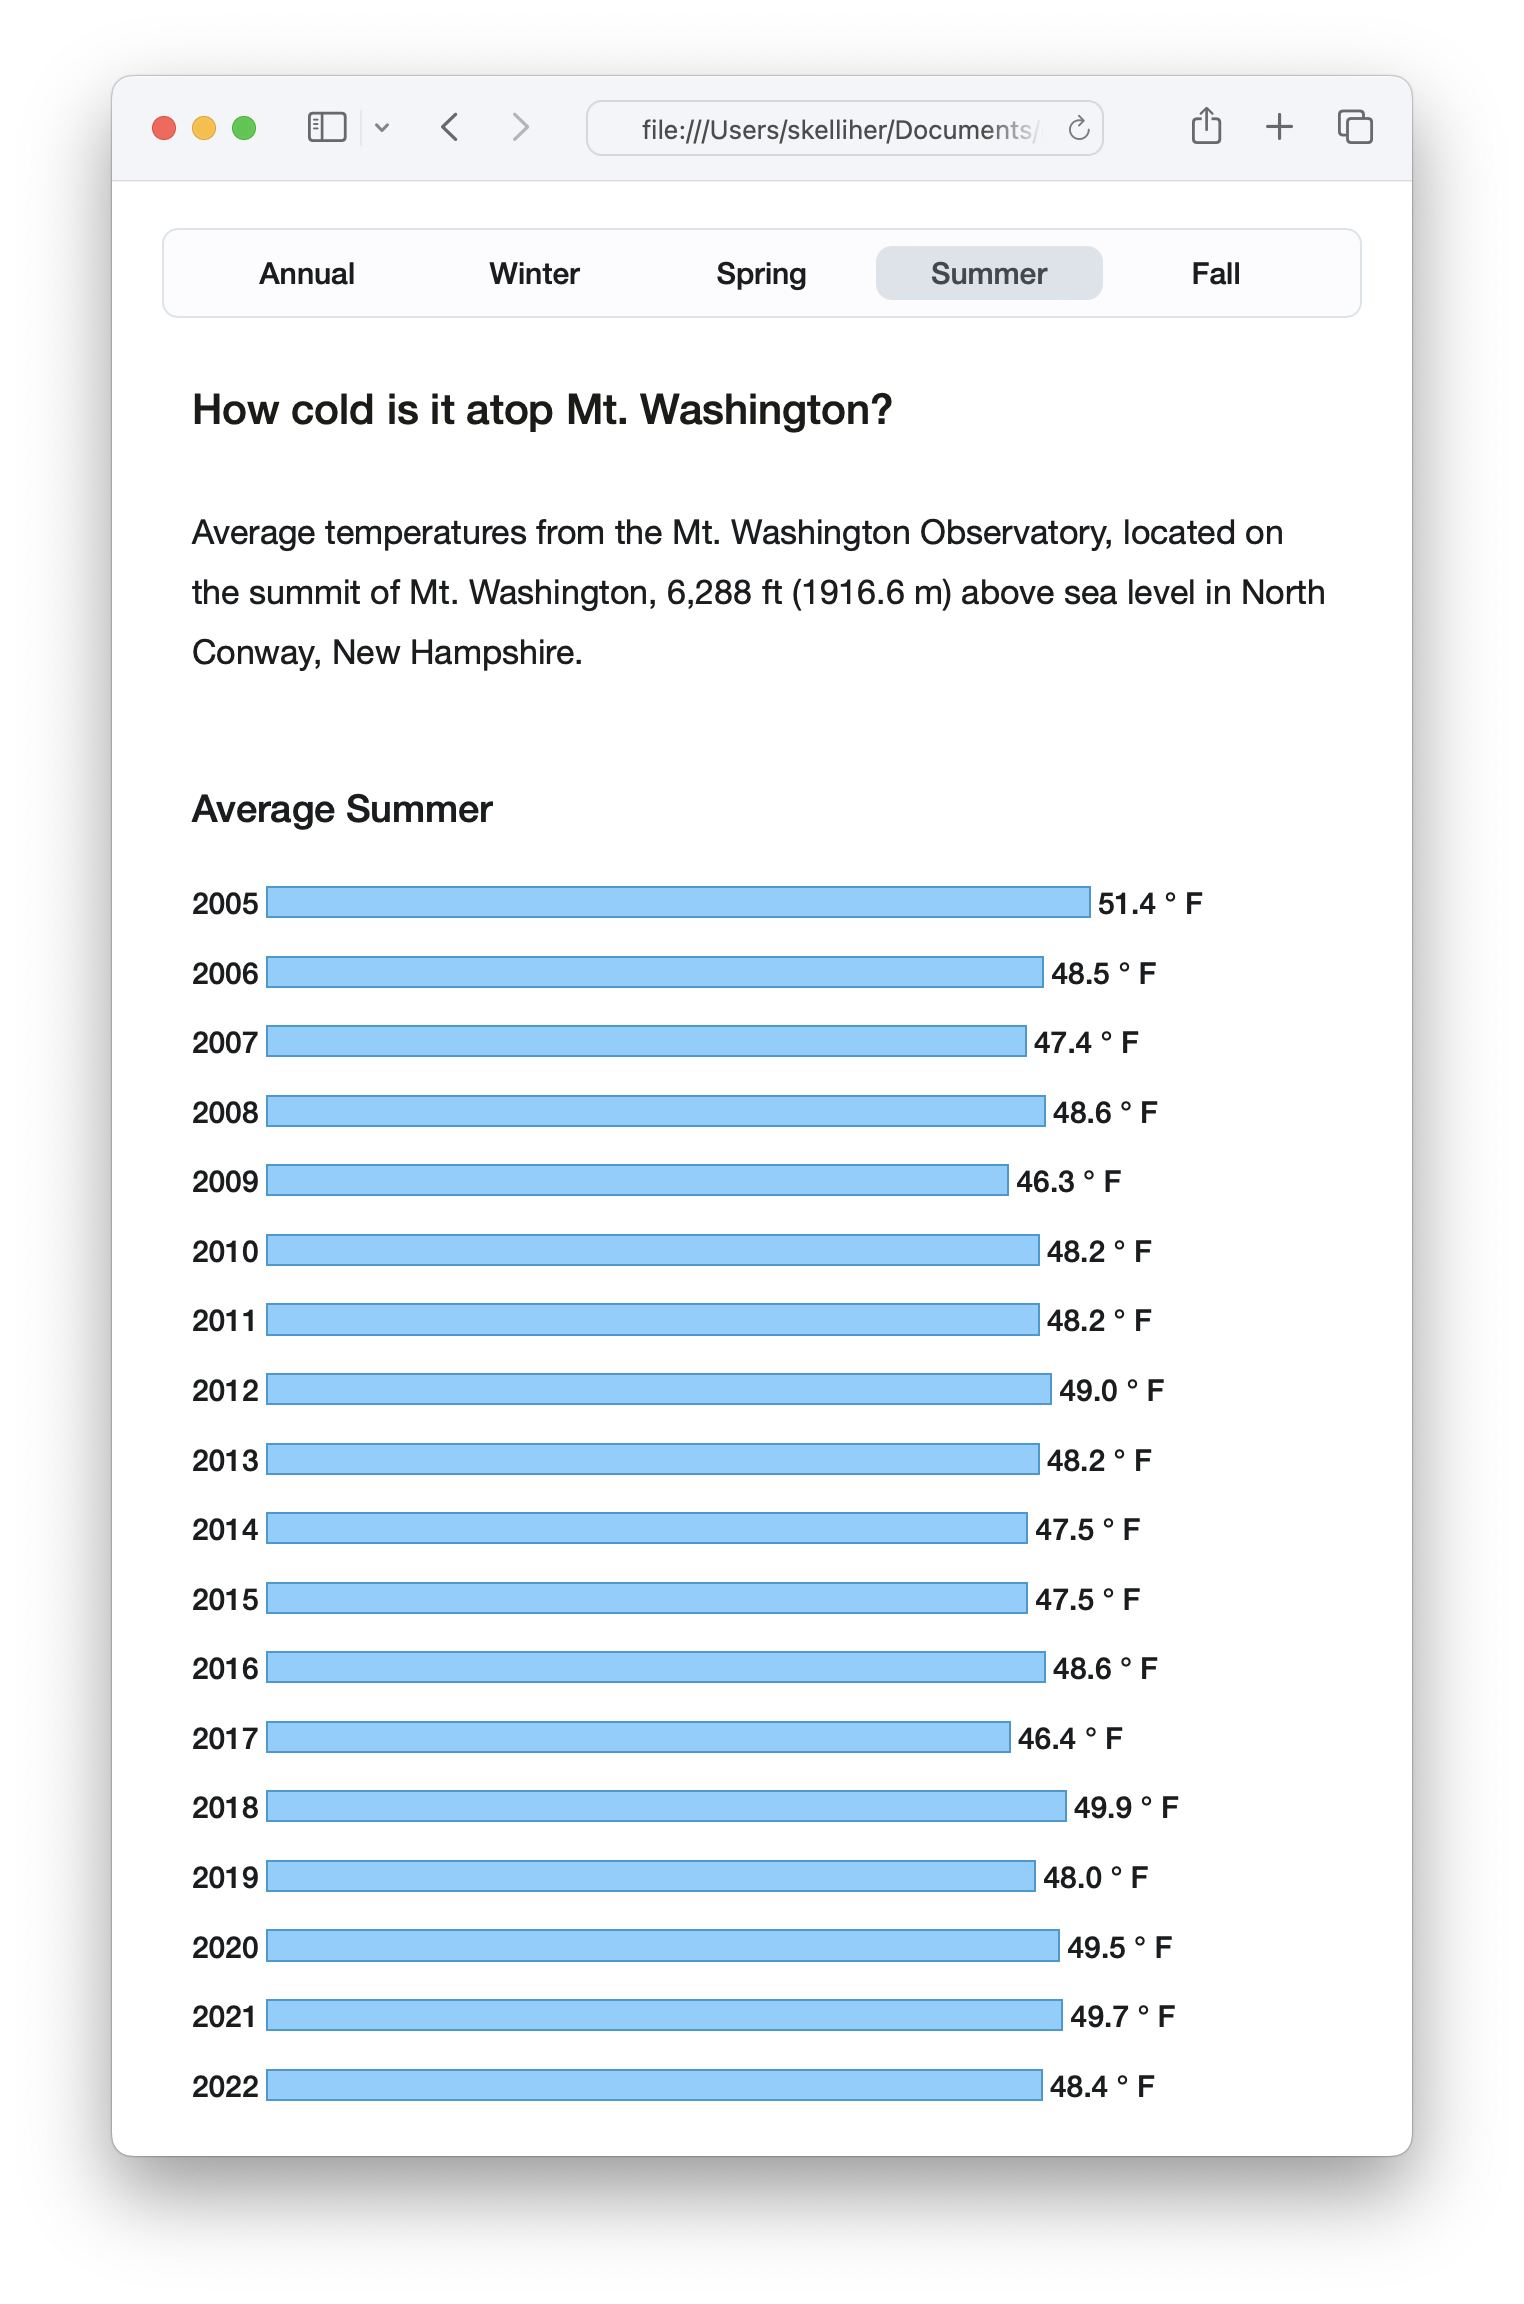 file:///Users/skelliher/Documents/
Annual Winter Spring Summer Fall
How cold is it atop Mt. Washington?
Average temperatures from the Mt. Washington Observatory, located on
the summit of Mt. Washington, 6,288 ft (1916.6 m) above sea level in North
Conway, New Hampshire.
Average Summer
2005 51.4 ° F
2006 48.5 ° F
2007 47.4 ° F
2008 48.6 ° F
2009 46.3 ° F
2010 48.2 ° F
2011 48.2 ° F
2012 49.0 ° F
2013 48.2 ° F
2014 47.5 ° F
2015 47.5 ° F
2016 48.6 ° F
2017 46.4 ° F
2018 49.9 ° F
2019 48.0 ° F
2020 49.5 ° F
2021 49.7 ° F
2022 48.4 ° F